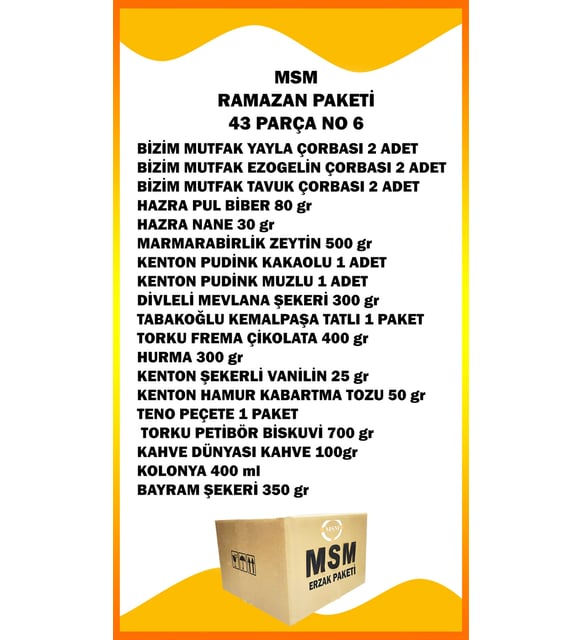 MSM
RAMAZAN PAKETİ
43 PARÇA NO 6
BİZİM MUTFAK YAYLA ÇORBASI 2 ADET
BİZİM MUTFAK EZOGELİN ÇORBASI 2 ADET
BİZİM MUTFAK TAVUK ÇORBASI 2 ADET
HAZRA PUL BİBER 80 gr
HAZRA NANE 30 gr
MARMARABİRLİK ZEYTİN 500 gr
KENTON PUDİNK KAKAOLU 1 ADET
KENTON PUDİNK MUZLU 1 ADET
DİVLELİ MEVLANA ŞEKERİ 300 gr
TABAKOĞLU KEMALPAŞA TATLI 1 PAKET
TORKU FREMA ÇİKOLATA 400 gr
HURMA 300 gr
KENTON ŞEKERLİ VANİLİN 25 gr
KENTON HAMUR KABARTMA TOZU 50 gr
TENO PEÇETE 1 PAKET
TORKU PETİBÖR BİSKUVİ 700 gr
KAHVE DÜNYASI KAHVE 100gr
KOLONYA 400 ml
BAYRAM ŞEKERİ 350 gr
MSM
MSM
ERZAK PAKETİ